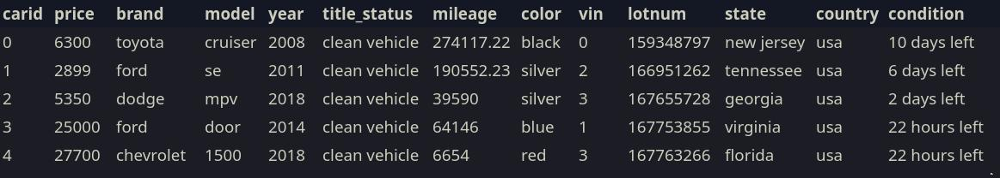 carid price brand model year title_status mileage color vin lotnum state country condition
0 6300 toyota cruiser 2008 clean vehicle 274117.22 black 0 159348797 new jersey usa 10 days left
1 2899 ford se 2011 clean vehicle 190552.23 silver 2 166951262 tennessee usa 6 days left
2 5350 dodge mpv 2018 clean vehicle 39590 silver 3 167655728 georgia usa 2 days left
3 25000 ford door 2014 clean vehicle 64146 blue 1 167753855 virginia usa 22 hours left
4 27700 chevrolet 1500 2018 clean vehicle 6654 red 3 167763266 florida usa 22 hours left